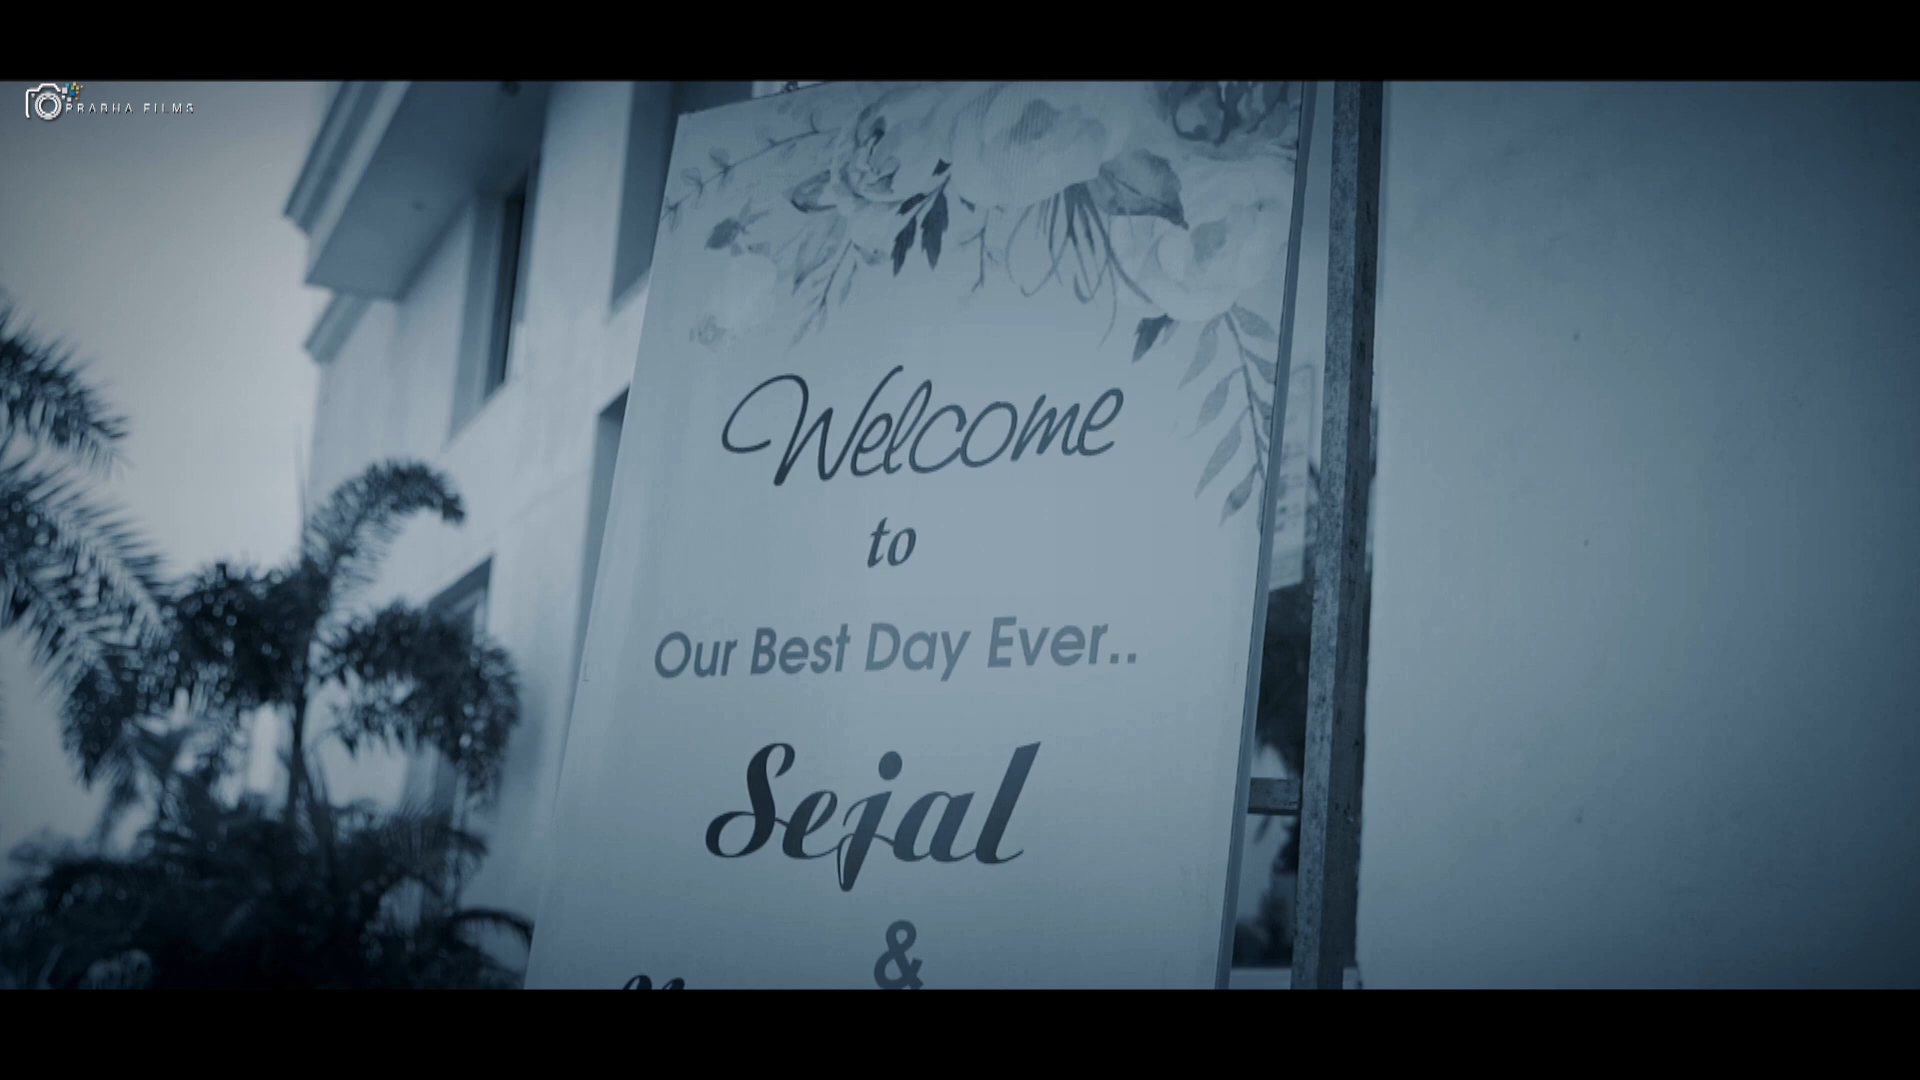 PRABHA FILMS
Welcome
to
Our Best Day Ever..
Sejal
&